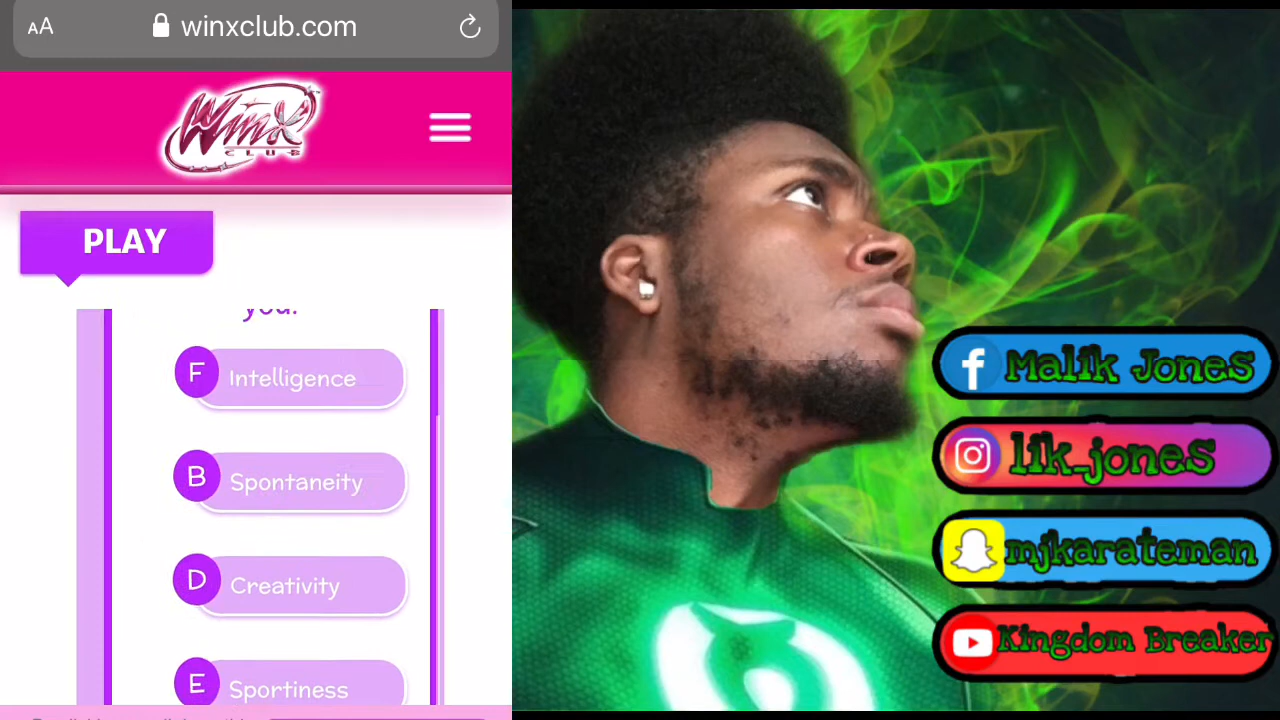 AA
winxclub.com
WinX
CLUB
PLAY
you.
F Intelligence
B Spontaneity
D Creativity
E Sportiness
f Malik Jones
lik_jones
mjkarateman
Kingdom Breaker